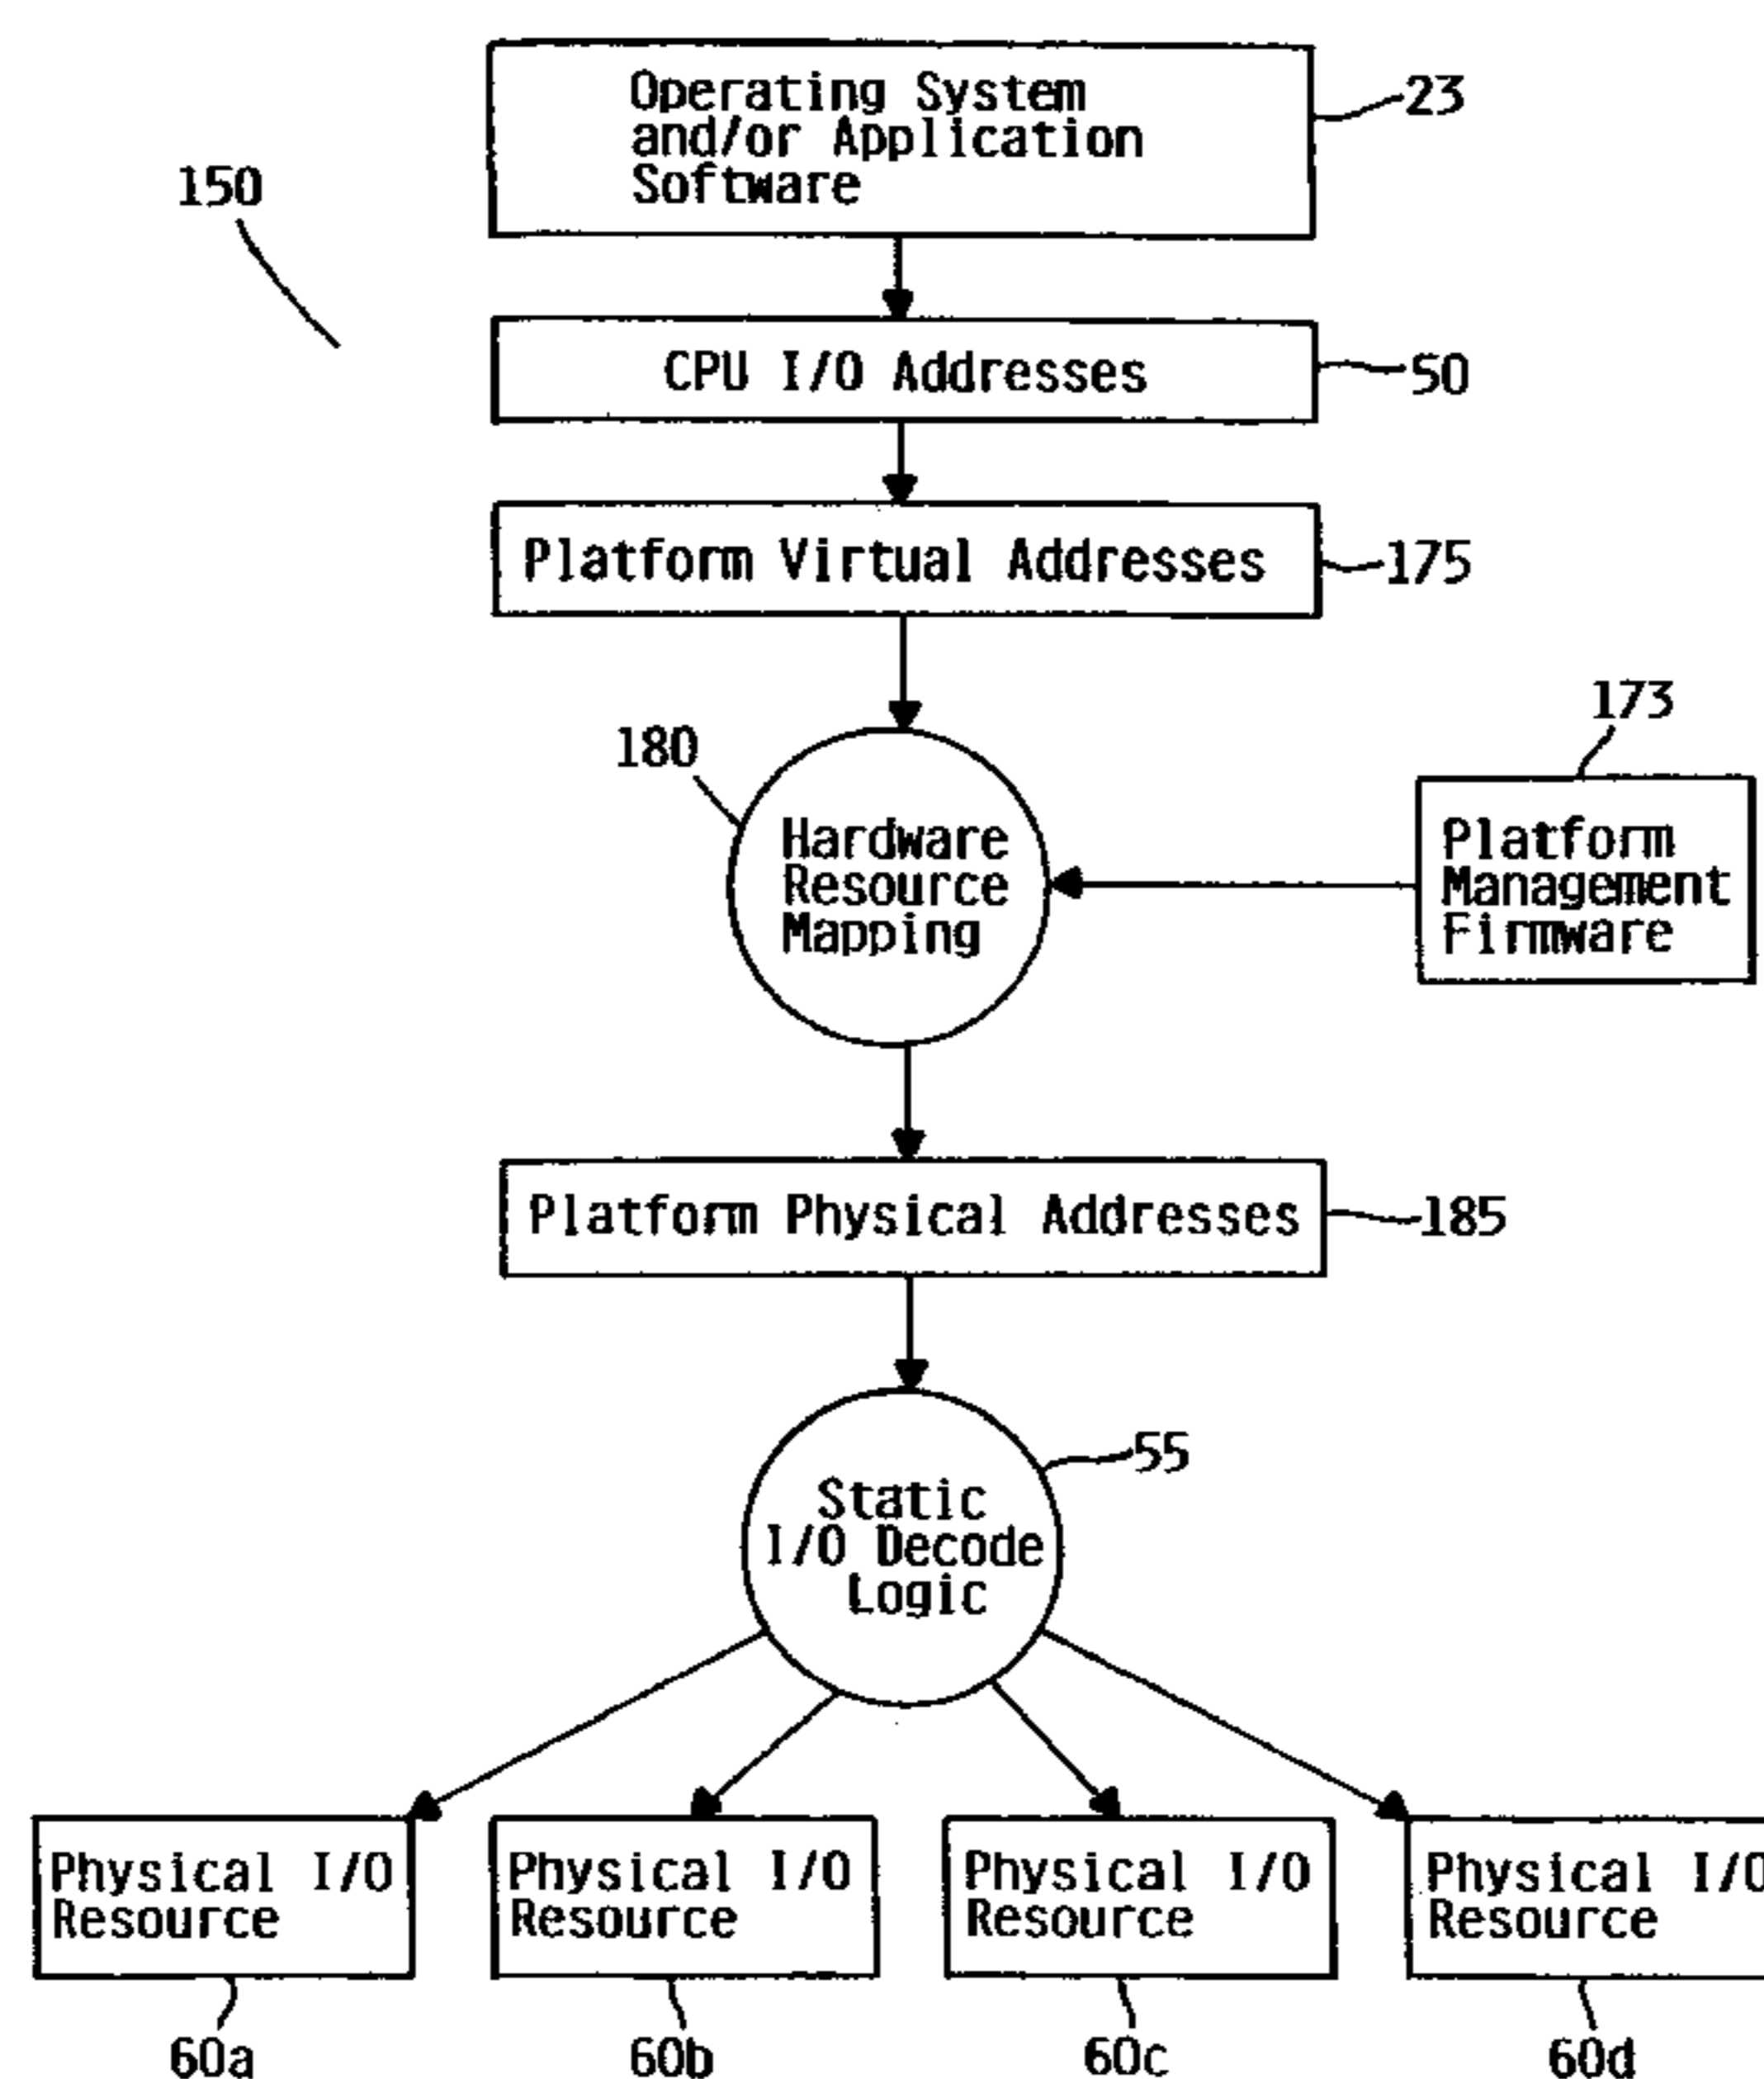 Operating System
and/or Application
Software
23
150
CPU I/O Addresses
50
Platform Virtual Addresses
175
173
180
Hardware
Resource
Mapping
Platform
Management
Firmware
Platform Physical Addresses
185
55
Static
I/O Decode
Logic
Physical I/O
Resource
Physical I/O
Resource
Physical I/O
Resource
Physical I/O
Resource
60a
60b
60c
60d